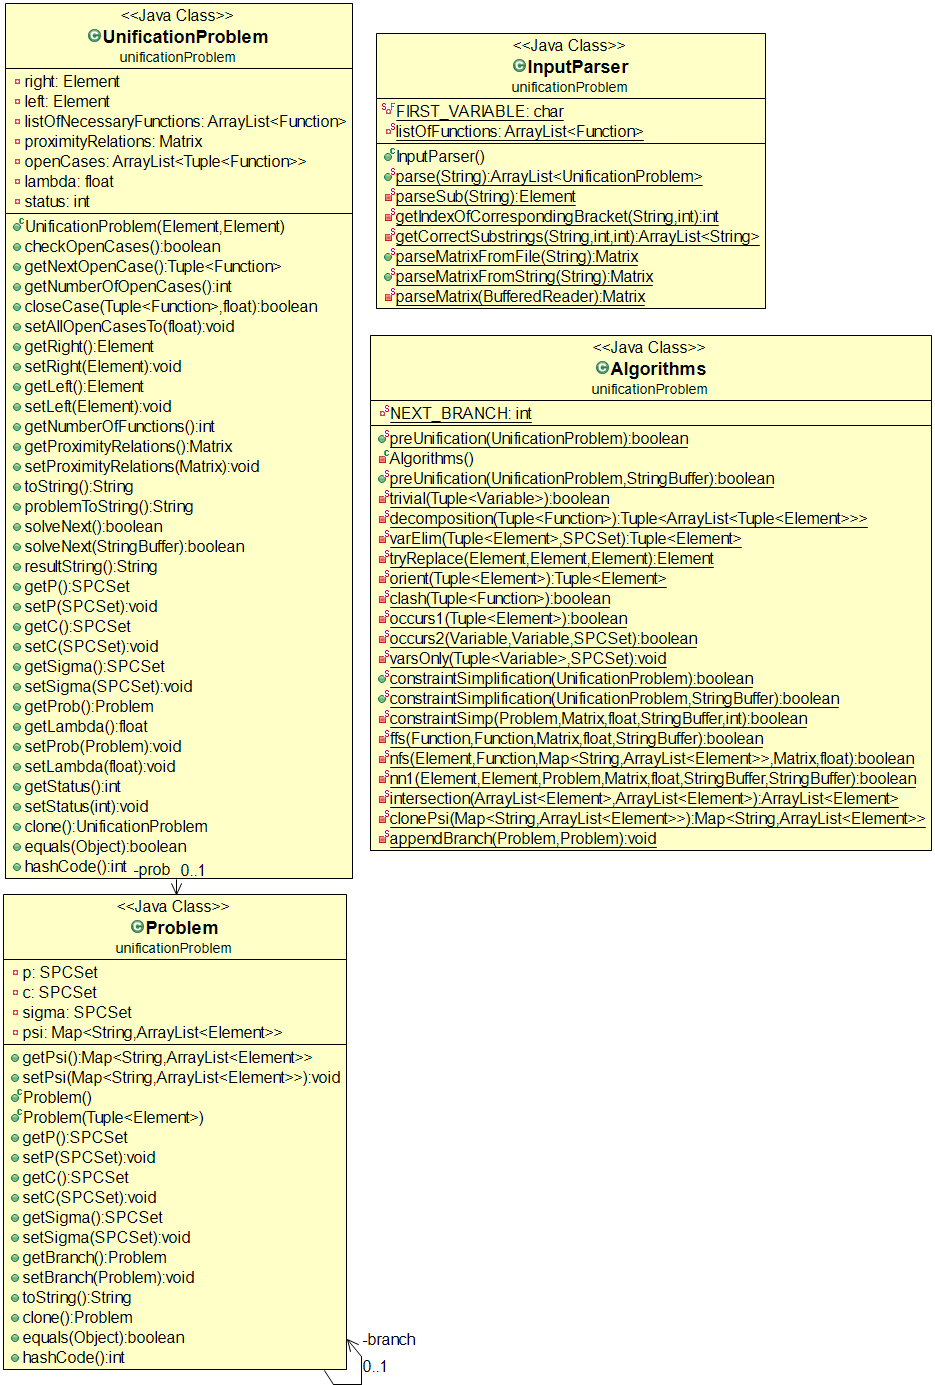 <<Java Class>>
UnificationProblem
unificationProblem
right: Element
left: Element
listOfNecessaryFunctions: ArrayList<Function>
proximityRelations: Matrix
openCases: ArrayList<Tuple<Function>>
lambda: float
status: int
UnificationProblem(Element,Element)
checkOpenCases():boolean
getNextOpenCase():Tuple<Function>
getNumberOfOpenCases():int
closeCase(Tuple<Function>,float):boolean
setAllOpenCasesTo(float):void
getRight():Element
setRight(Element):void
getLeft():Element
setLeft(Element):void
getNumberOfFunctions():int
getProximityRelations():Matrix
setProximityRelations(Matrix):void
toString():String
problemToString():String
solveNext():boolean
solveNext(StringBuffer):boolean
resultString():String
getP():SPCSet
setP(SPCSet):void
getC():SPCSet
setC(SPCSet):void
getSigma():SPCSet
setSigma(SPCSet):void
getProb():Problem
getLambda():float
setProb(Problem):void
setLambda(float):void
getStatus():int
setStatus(int):void
clone():UnificationProblem
equals(Object):boolean
hashCode():int
-prob 0..1
<<Java Class>>
InputParser
unificationProblem
FIRST_VARIABLE: char
listOfFunctions: ArrayList<Function>
InputParser()
parse(String):ArrayList<UnificationProblem>
parseSub(String):Element
getIndexOfCorrespondingBracket(String,int):int
getCorrectSubstrings(String,int,int):ArrayList<String>
parseMatrixFromFile(String):Matrix
parseMatrixFromString(String):Matrix
parseMatrix(BufferedReader):Matrix
<<Java Class>>
Algorithms
unificationProblem
NEXT_BRANCH: int
preUnification(UnificationProblem):boolean
Algorithms()
preUnification(UnificationProblem,StringBuffer):boolean
trivial(Tuple<Variable>):boolean
decomposition(Tuple<Function>):Tuple<ArrayList<Tuple<Element>>>
varElim(Tuple<Element>,SPCSet):Tuple<Element>
tryReplace(Element,Element,Element):Element
orient(Tuple<Element>):Tuple<Element>
clash(Tuple<Function>):boolean
occurs1(Tuple<Element>):boolean
occurs2(Variable,Variable,SPCSet):boolean
varsOnly(Tuple<Variable>,SPCSet):void
constraintSimplification(UnificationProblem):boolean
constraintSimplification(UnificationProblem,StringBuffer):boolean
constraintSimp(Problem,Matrix,float,StringBuffer,int):boolean
ffs(Function,Function,Matrix,float,StringBuffer):boolean
nfs(Element,Function,Map<String,ArrayList<Element>>,Matrix,float):boolean
nn1(Element,Element,Problem,Matrix,float,StringBuffer,StringBuffer):boolean
intersection(ArrayList<Element>,ArrayList<Element>):ArrayList<Element>
clonePsi(Map<String,ArrayList<Element>>):Map<String,ArrayList<Element>>
appendBranch(Problem,Problem):void
<<Java Class>>
Problem
unificationProblem
p: SPCSet
c: SPCSet
sigma: SPCSet
psi: Map<String,ArrayList<Element>>
getPsi():Map<String,ArrayList<Element>>
setPsi(Map<String,ArrayList<Element>>):void
Problem()
Problem(Tuple<Element>)
getP():SPCSet
setP(SPCSet):void
getC():SPCSet
setC(SPCSet):void
getSigma():SPCSet
setSigma(SPCSet):void
getBranch():Problem
setBranch(Problem):void
toString():String
clone():Problem
equals(Object):boolean
hashCode():int
-branch
0..1